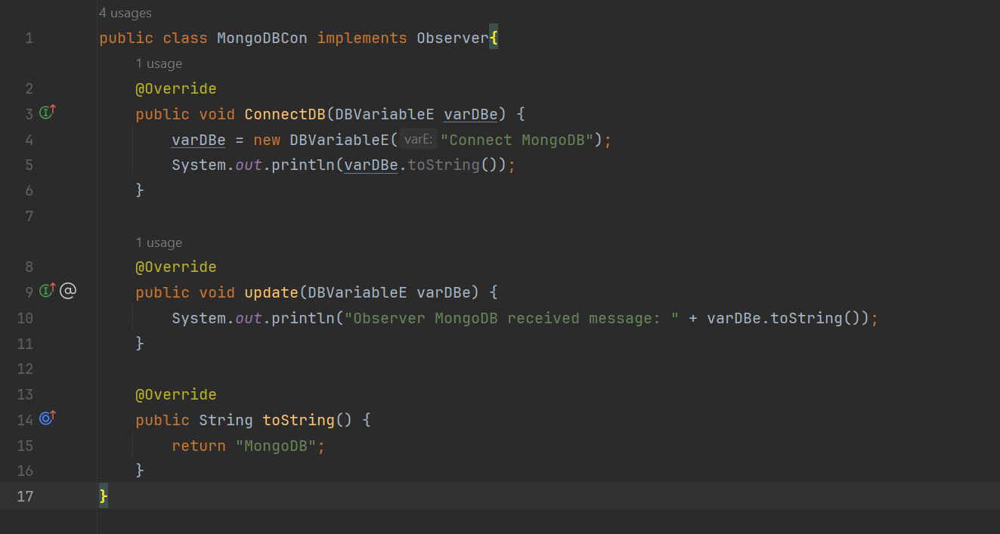 4 usages
1 public class MongoDBCon implements Observer{
1 usage
2 @Override
3 public void ConnectDB(DBVariableE varDBe) {
4 varDBe = new DBVariableE( varE: "Connect MongoDB");
5 System.out.println(varDBe.toString());
6 }
7
1 usage
8 @Override
9 public void update(DBVariableE varDBe) {
10 System.out.println("Observer MongoDB received message: " + varDBe.toString());
11 }
12
13 @Override
14 public String toString() {
15 return "MongoDB";
16 }
17 }